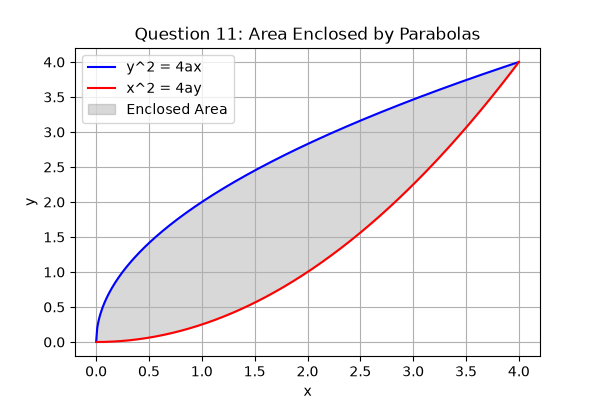 Question 11: Area Enclosed by Parabolas
y^2 = 4ax
x^2 = 4ay
Enclosed Area
4.0
3.5
3.0
2.5
2.0
1.5
1.0
0.5
0.0
y
0.0 0.5 1.0 1.5 2.0 2.5 3.0 3.5 4.0
x